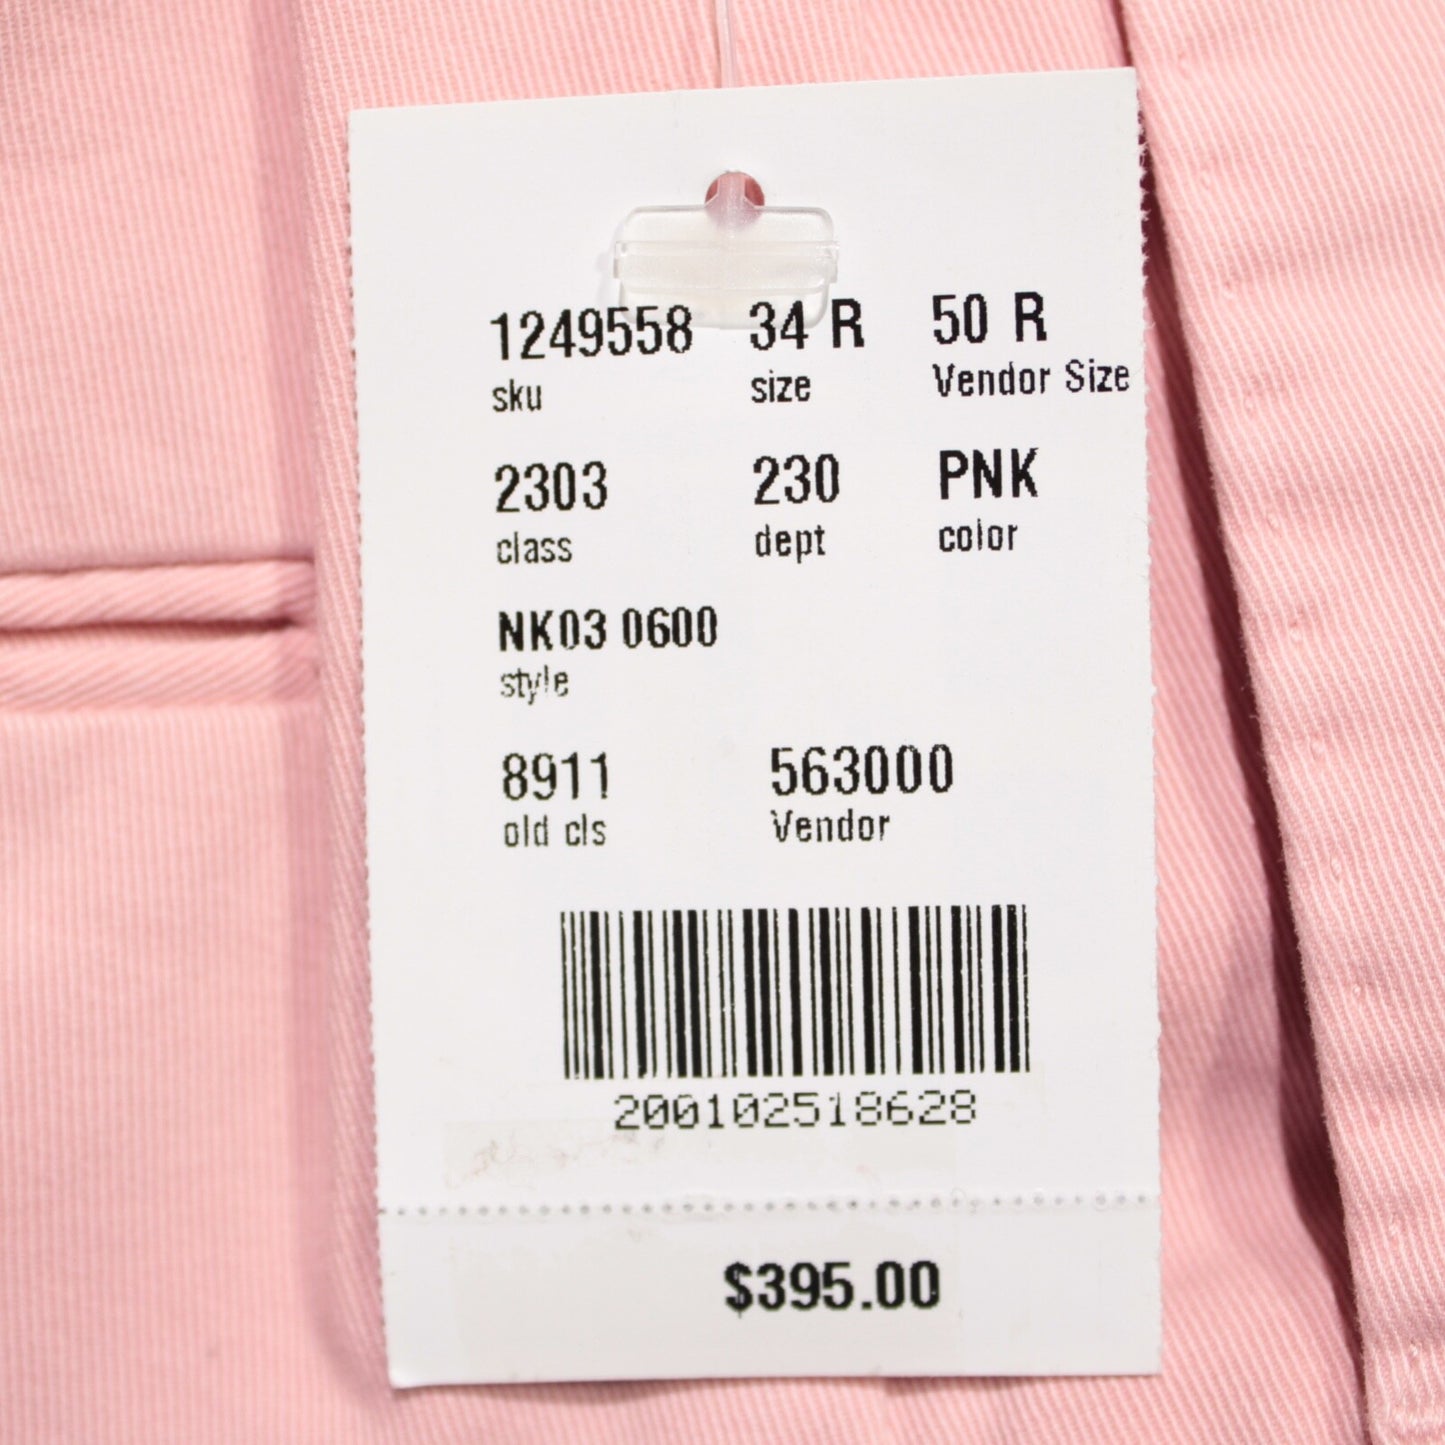 1249558 34 R 50 R
sku size Vendor Size
2303 230 PNK
class dept color
NK03 0600
style
8911 563000
old cls Vendor
200102518628
$395.00